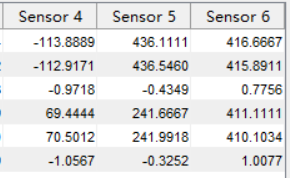 Sensor 4 Sensor 5 Sensor 6
-113.8889 436.1111 416.6667
-112.9171 436.5460 415.8911
-0.9718 -0.4349 0.7756
69.4444 241.6667 411.1111
70.5012 241.9918 410.1034
-1.0567 -0.3252 1.0077